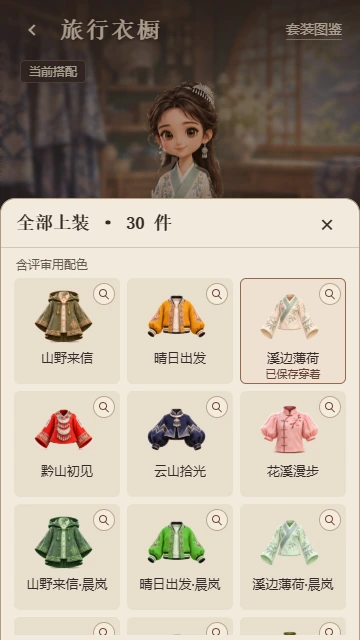 旅行衣橱
套装图鉴
当前搭配
全部上装 · 30 件
含评审用配色
山野来信
晴日出发
溪边薄荷
已保存穿着
黔山初见
云山拾光
花溪漫步
山野来信·晨岚
晴日出发·晨岚
溪边薄荷·晨岚